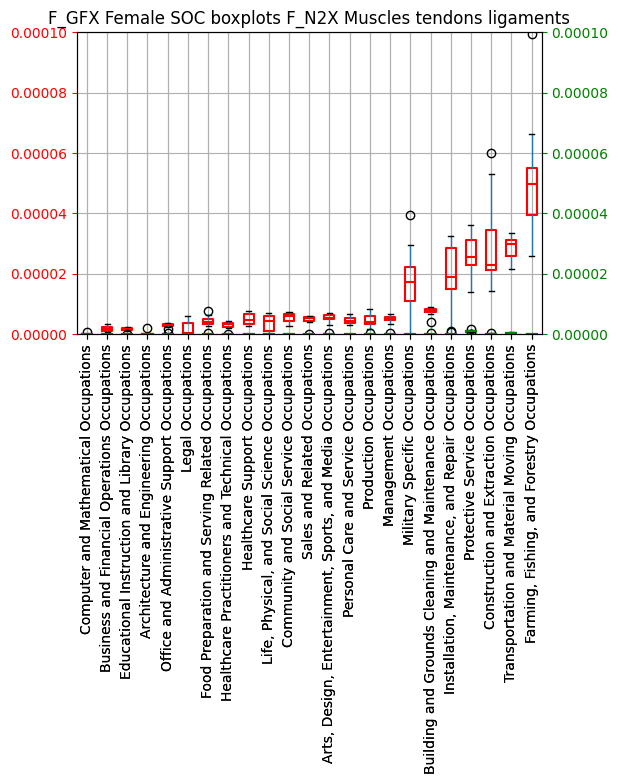 F_GFX Female SOC boxplots F_N2X Muscles tendons ligaments
0.00010
0.00008
0.00006
0.00004
0.00002
0.00000
0.00010
0.00008
0.00006
0.00004
0.00002
0.00000
Computer and Mathematical Occupations
Business and Financial Operations Occupations
Educational Instruction and Library Occupations
Architecture and Engineering Occupations
Office and Administrative Support Occupations
Legal Occupations
Food Preparation and Serving Related Occupations
Healthcare Practitioners and Technical Occupations
Healthcare Support Occupations
Life, Physical, and Social Science Occupations
Community and Social Service Occupations
Sales and Related Occupations
Arts, Design, Entertainment, Sports, and Media Occupations
Personal Care and Service Occupations
Production Occupations
Management Occupations
Military Specific Occupations
Building and Grounds Cleaning and Maintenance Occupations
Installation, Maintenance, and Repair Occupations
Protective Service Occupations
Construction and Extraction Occupations
Transportation and Material Moving Occupations
Farming, Fishing, and Forestry Occupations